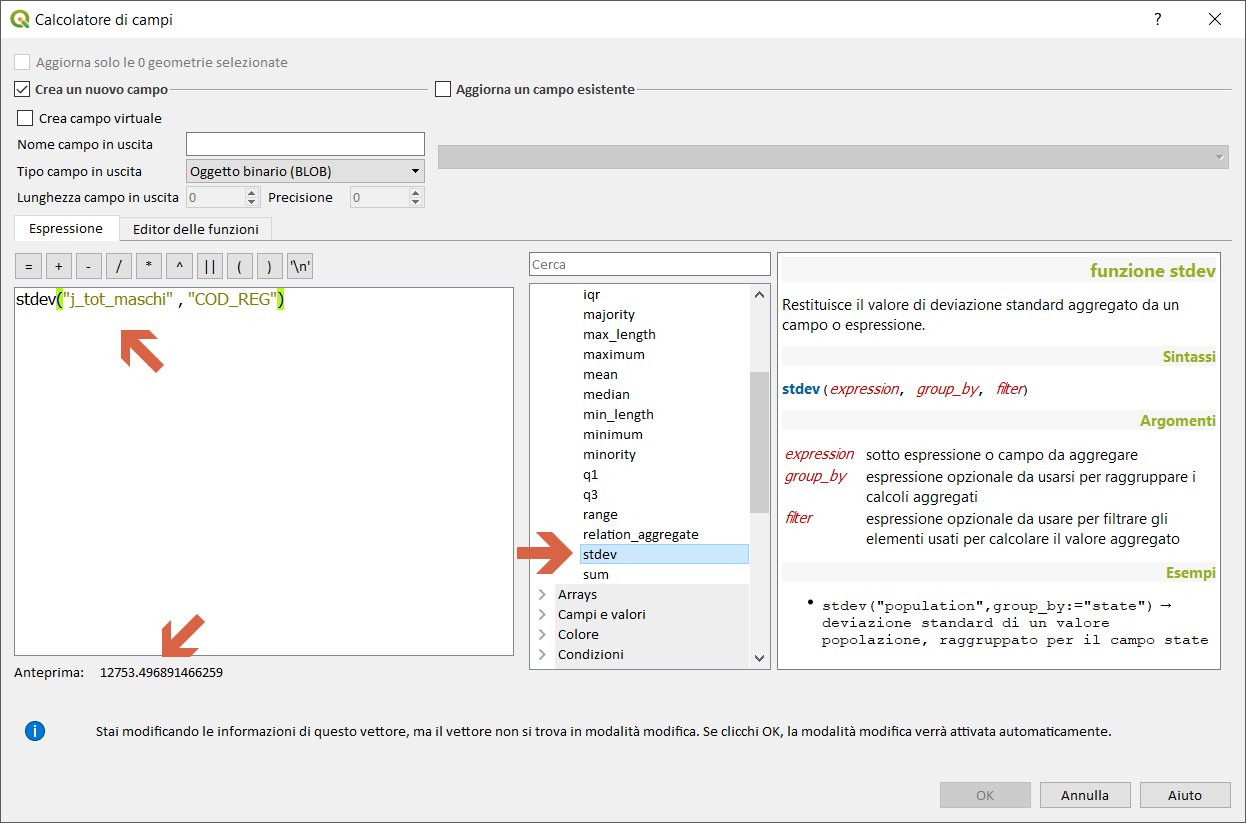 Calcolatore di campi
?
Aggiorna solo le 0 geometrie selezionate
Crea un nuovo campo
Aggiorna un campo esistente
Crea campo virtuale
Nome campo in uscita
Tipo campo in uscita Oggetto binario (BLOB)
Lunghezza campo in uscita 0 Precisione 0
Espressione Editor delle funzioni
= + - / * ^ || ( ) '\n'
stdev("j_tot_maschi" , "COD_REG")
Anteprima: 12753.496891466259
Cerca
iqr
majority
max_length
maximum
mean
median
min_length
minimum
minority
q1
q3
range
relation_aggregate
stdev
sum
Arrays
Campi e valori
Colore
Condizioni
funzione stdev
Restituisce il valore di deviazione standard aggregato da un
campo o espressione.
Sintassi
stdev(expression, group_by, filter)
Argomenti
expression sotto espressione o campo da aggregare
group_by espressione opzionale da usarsi per raggruppare i
calcoli aggregati
filter espressione opzionale da usare per filtrare gli
elementi usati per calcolare il valore aggregato
Esempi
• stdev("population",group_by:="state") →
deviazione standard di un valore
popolazione, raggruppato per il campo state
i
Stai modificando le informazioni di questo vettore, ma il vettore non si trova in modalità modifica. Se clicchi OK, la modalità modifica verrà attivata automaticamente.
OK Annulla Aiuto